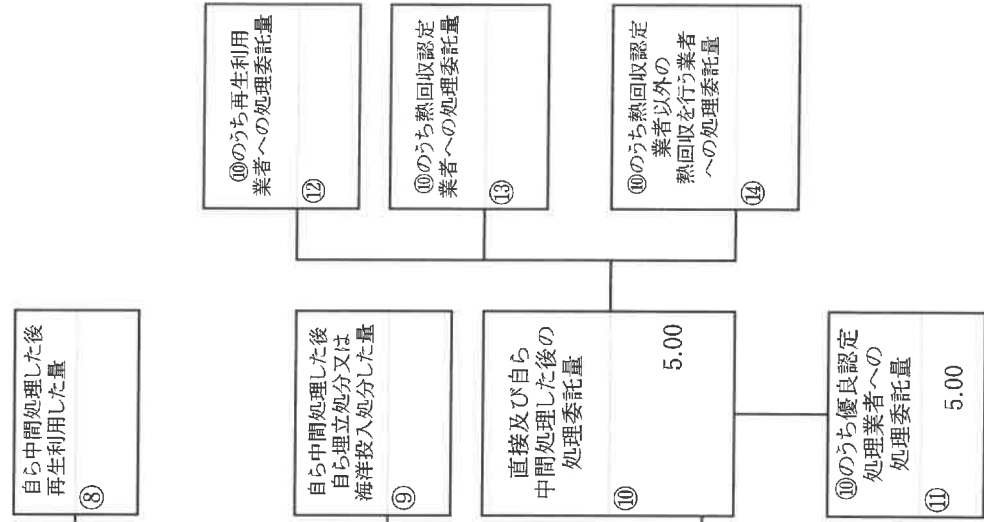 自ら中間処理した後
再生利用した量
⑧
自ら中間処理した後
自ら埋立処分又は
海洋投入処分した量
⑨
直接及び自ら
中間処理した後の
処理委託量
⑩
5.00
⑩のうち優良認定
処理業者への
処理委託量
⑪
5.00
⑩のうち再生利用
業者への処理委託量
⑫
⑩のうち熱回収認定
業者への処理委託量
⑬
⑩のうち熱回収認定
業者以外の
熱回収を行う業者
への処理委託量
⑭